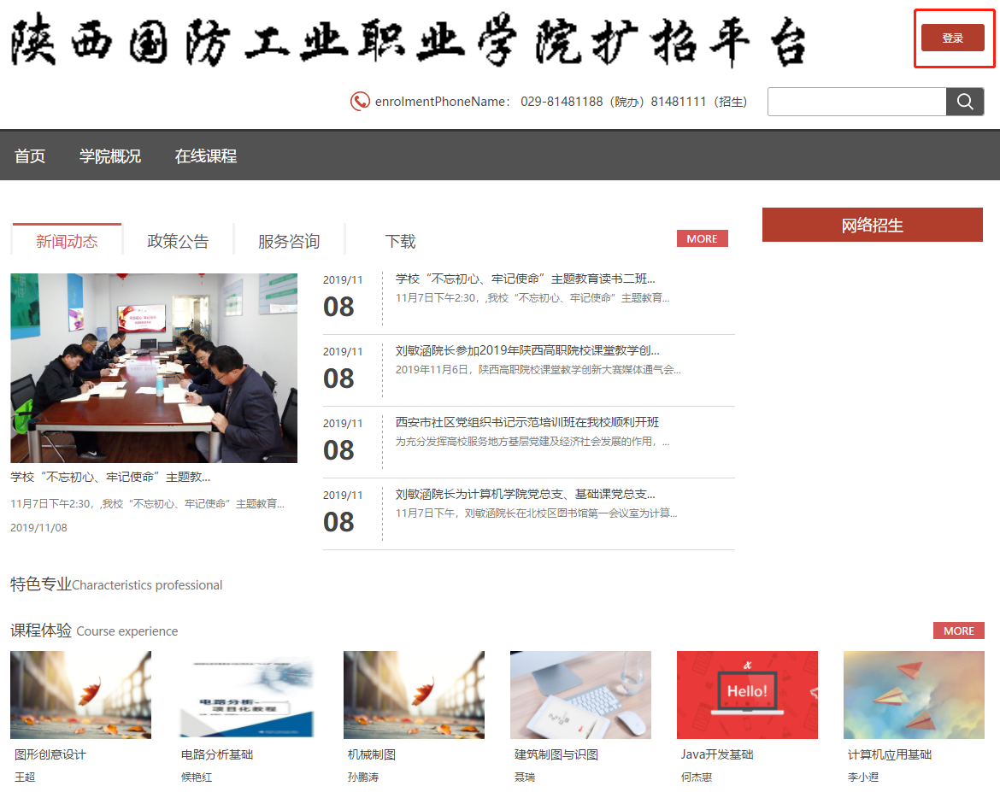 陕西国防工业职业学院扩招平台
登录
enrolmentPhoneName： 029-81481188（院办）81481111（招生）
首页 学院概况 在线课程
新闻动态 政策公告 服务咨询 下载 MORE
网络招生
学校“不忘初心、牢记使命”主题教...
11月7日下午2:30，,我校“不忘初心、牢记使命”主题教育...
2019/11/08
2019/11
08
学校“不忘初心、牢记使命”主题教育读书二班...
11月7日下午2:30，,我校“不忘初心、牢记使命”主题教育...
2019/11
08
刘敏涵院长参加2019年陕西高职院校课堂教学创...
2019年11月6日，陕西高职院校课堂教学创新大赛媒体通气会...
2019/11
08
西安市社区党组织书记示范培训班在我校顺利开班
为充分发挥高校服务地方基层党建及经济社会发展的作用，...
2019/11
08
刘敏涵院长为计算机学院党总支、基础课党总支...
11月7日下午，刘敏涵院长在北校区图书馆第一会议室为计算...
特色专业Characteristics professional
课程体验 Course experience MORE
电路分析
项目化教程
Hello!
图形创意设计
王超
电路分析基础
候艳红
机械制图
孙鹏涛
建筑制图与识图
聂瑞
Java开发基础
何杰惠
计算机应用基础
李小遐